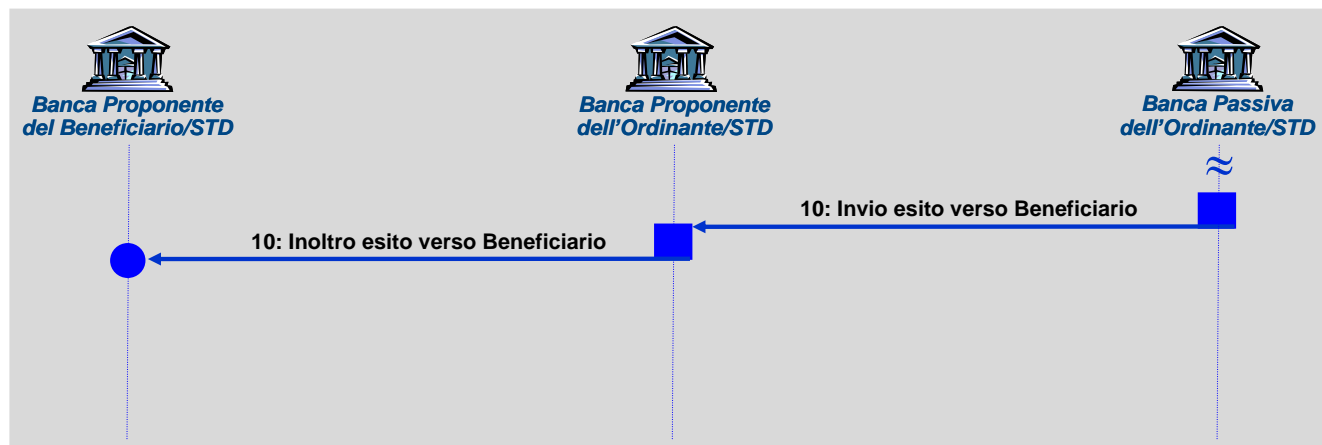 Banca Proponente
del Beneficiario/STD
Banca Proponente
dell'Ordinante/STD
Banca Passiva
dell'Ordinante/STD
≈
10: Invio esito verso Beneficiario
10: Inoltro esito verso Beneficiario